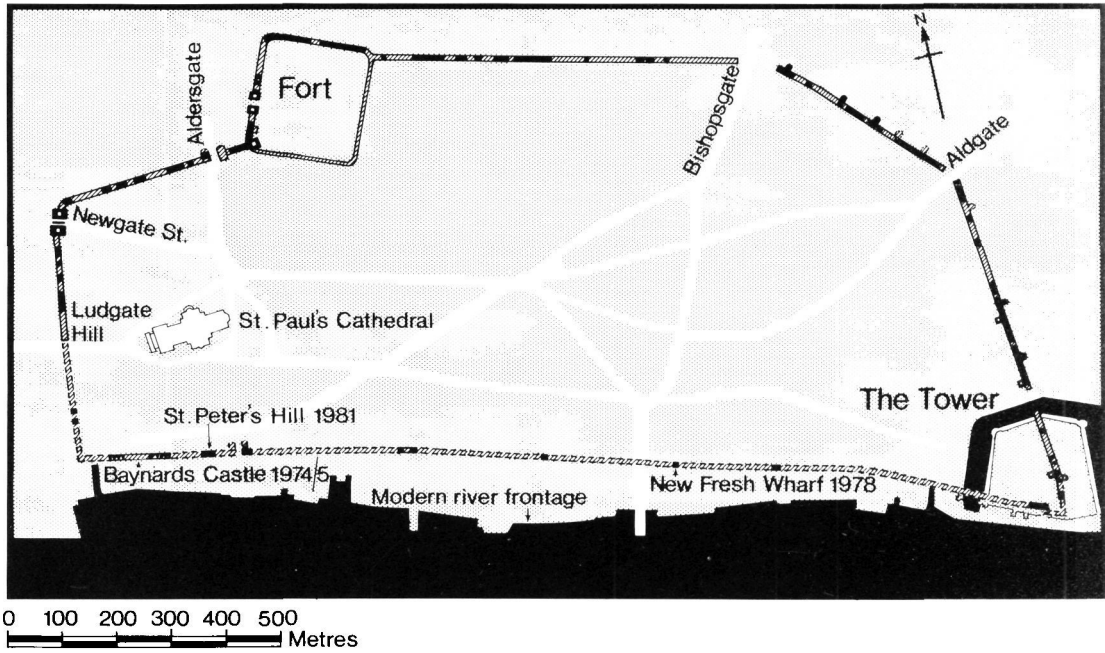 N
Aldersgate
Fort
Bishopsgate
Aldgate
Newgate St.
Ludgate
Hill
St. Paul's Cathedral
The Tower
St. Peter's Hill 1981
Baynards Castle 1974/5
New Fresh Wharf 1978
Modern river frontage
0 100 200 300 400 500
Metres